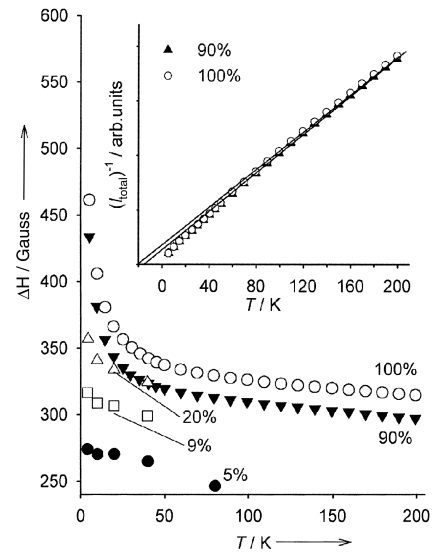 600
550
500
450
400
350
300
250
ΔH / Gauss
90%
100%
(I_total)⁻¹ / arb.units
0 40 80 120 160 200
T / K
100%
90%
20%
9%
5%
0 50 100 150 200
T / K